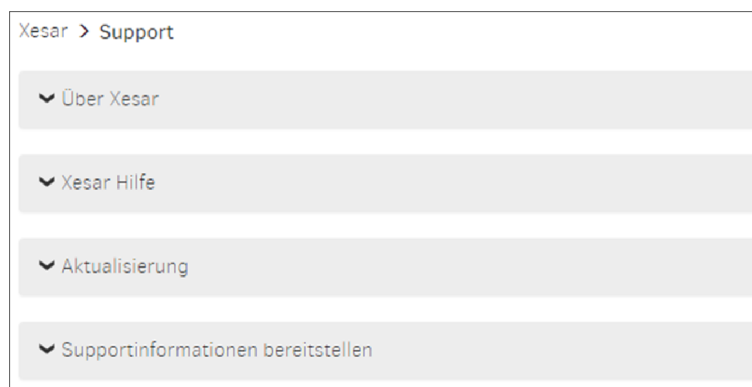 Xesar > Support
Über Xesar
Xesar Hilfe
Aktualisierung
Supportinformationen bereitstellen